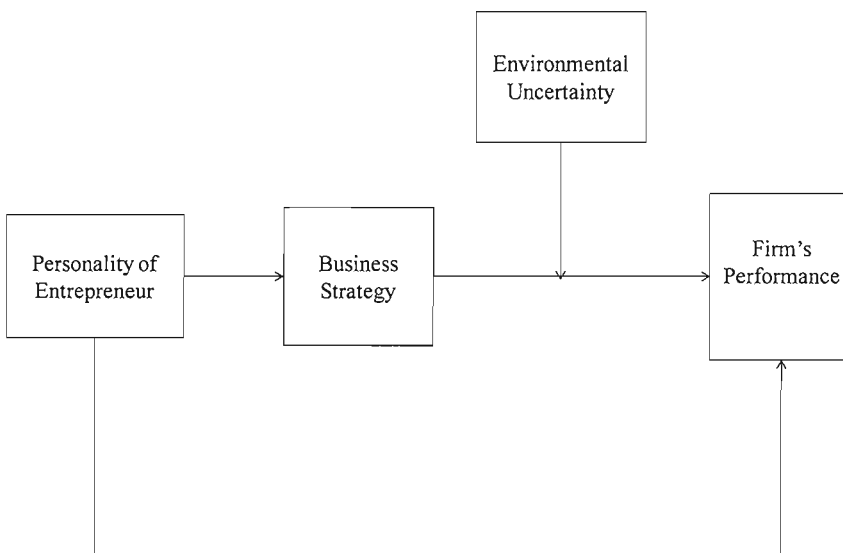 Environmental
Uncertainty
Personality of
Entrepreneur
Business
Strategy
Firm's
Performance